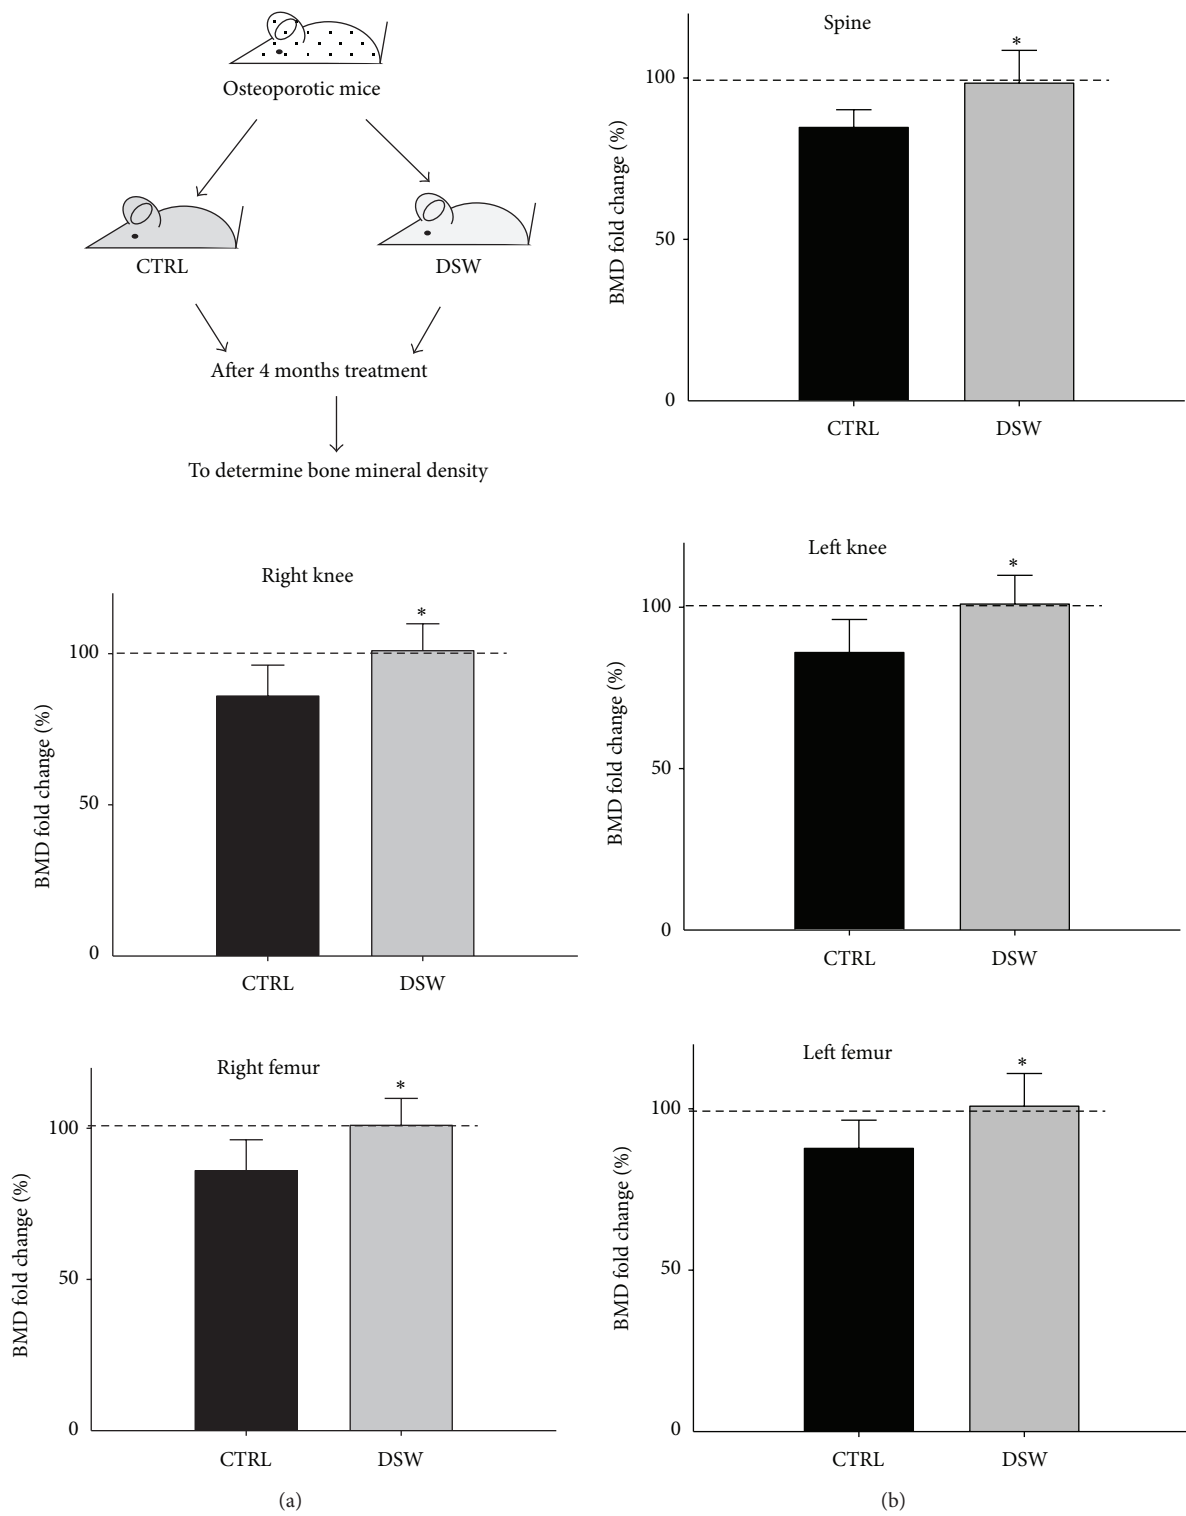 Osteoporotic mice
CTRL
DSW
After 4 months treatment
To determine bone mineral density
Spine
*
100
50
0
BMD fold change (%)
CTRL
DSW
Right knee
*
100
50
0
BMD fold change (%)
CTRL
DSW
Left knee
*
100
50
0
BMD fold change (%)
CTRL
DSW
Right femur
*
100
50
0
BMD fold change (%)
CTRL
DSW
Left femur
*
100
50
0
BMD fold change (%)
CTRL
DSW
(a)
(b)